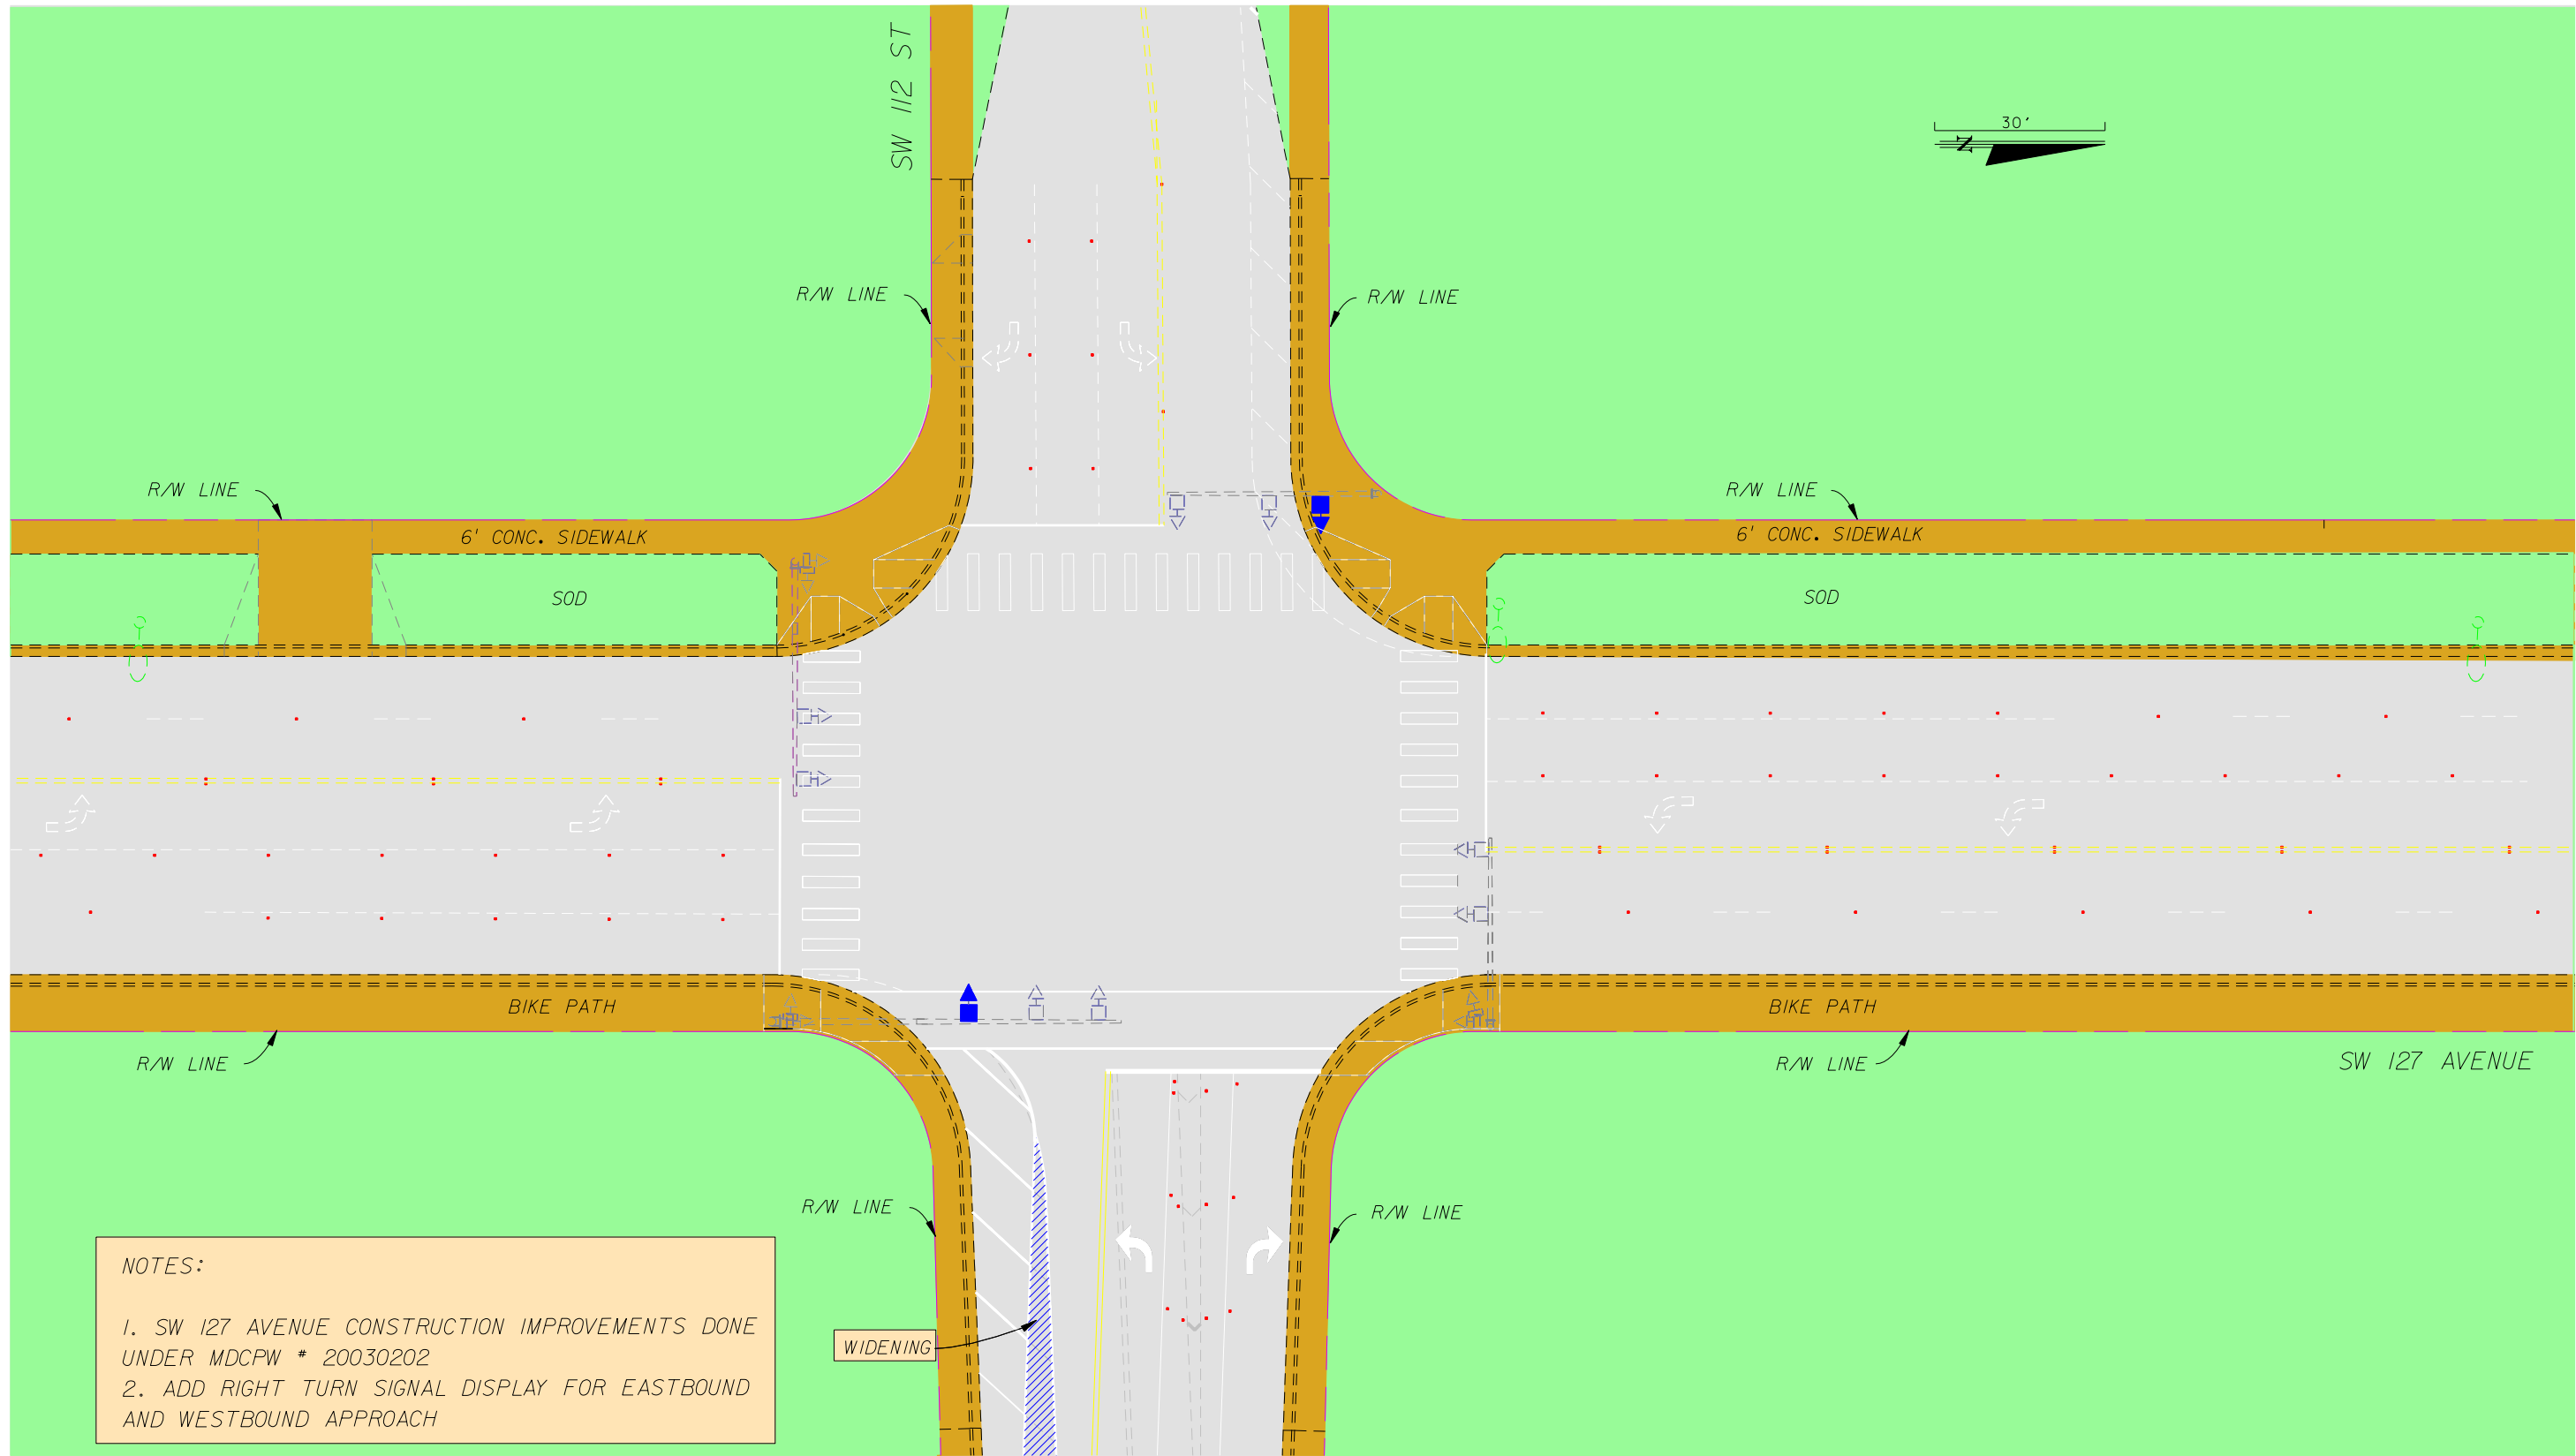 SW 112 ST
30'
N
R/W LINE
R/W LINE
R/W LINE
R/W LINE
6' CONC. SIDEWALK
6' CONC. SIDEWALK
SOD
SOD
BIKE PATH
BIKE PATH
R/W LINE
R/W LINE
SW 127 AVENUE
R/W LINE
R/W LINE
WIDENING
NOTES:
1. SW 127 AVENUE CONSTRUCTION IMPROVEMENTS DONE
UNDER MDCPW # 20030202
2. ADD RIGHT TURN SIGNAL DISPLAY FOR EASTBOUND
AND WESTBOUND APPROACH